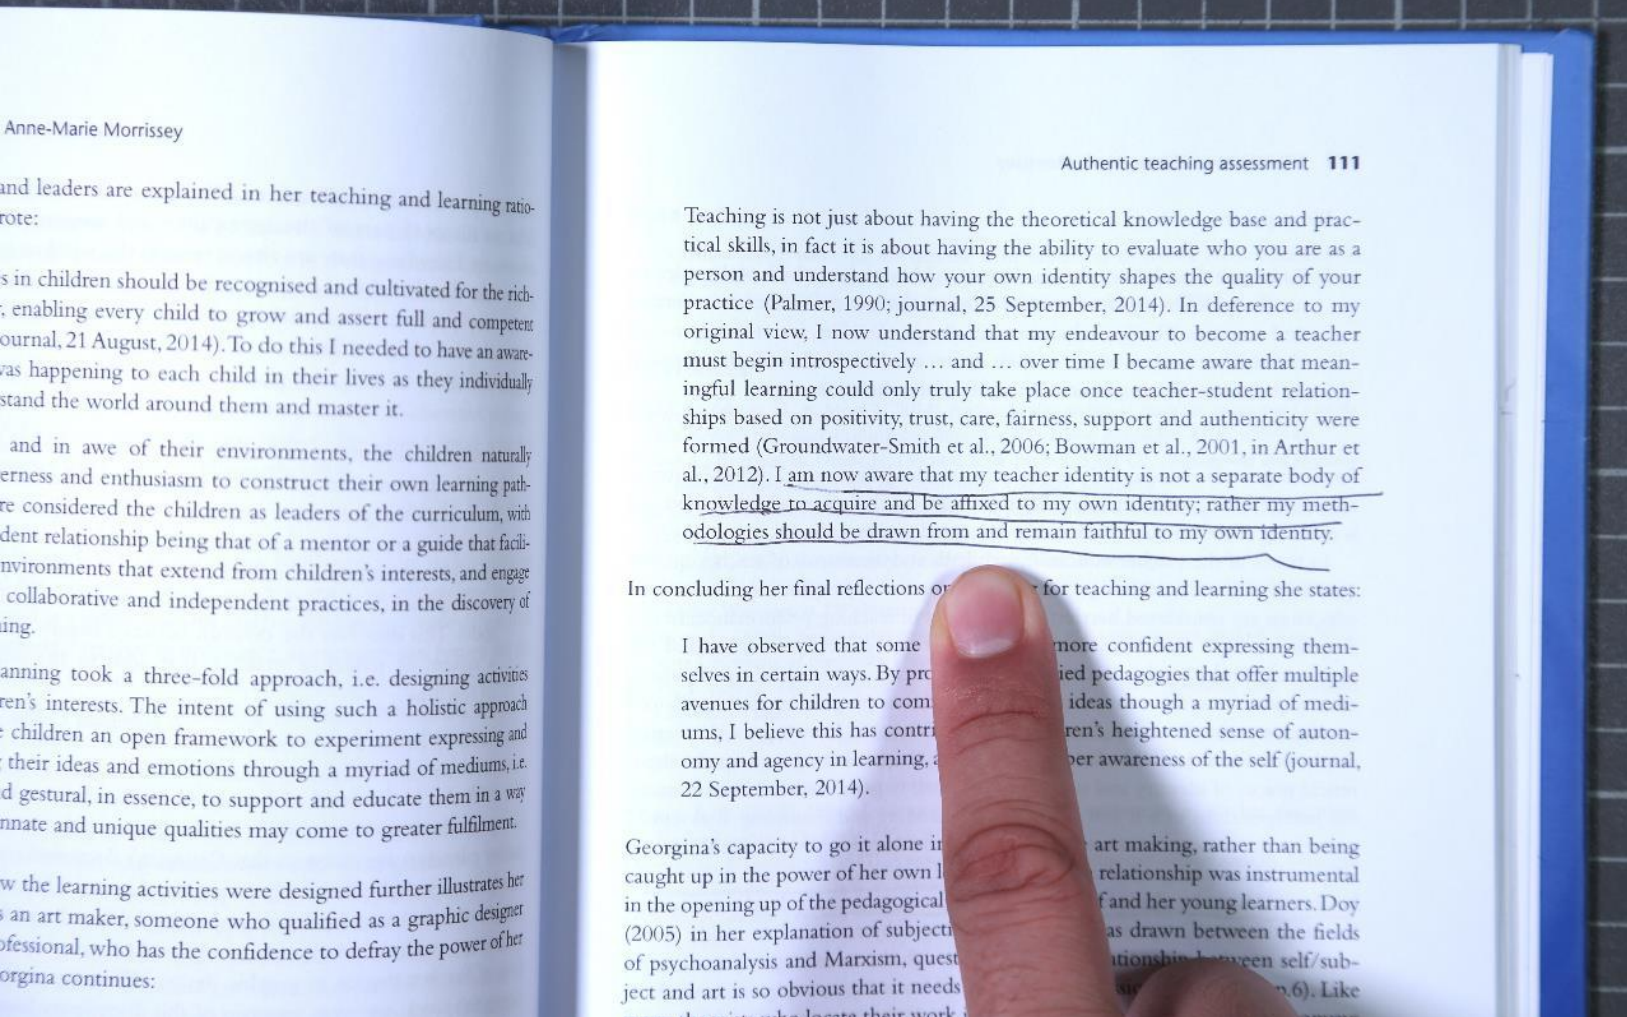 Anne-Marie Morrissey
and leaders are explained in her teaching and learning ratio-
rote:
s in children should be recognised and cultivated for the rich-
, enabling every child to grow and assert full and competent
ournal, 21 August, 2014). To do this I needed to have an aware-
vas happening to each child in their lives as they individually
stand the world around them and master it.
and in awe of their environments, the children naturally
erness and enthusiasm to construct their own learning path-
re considered the children as leaders of the curriculum, with
dent relationship being that of a mentor or a guide that facili-
nvironments that extend from children's interests, and engage
collaborative and independent practices, in the discovery of
ing.
anning took a three-fold approach, i.e. designing activities
ren's interests. The intent of using such a holistic approach
children an open framework to experiment expressing and
their ideas and emotions through a myriad of mediums, i.e.
d gestural, in essence, to support and educate them in a way
nnate and unique qualities may come to greater fulfilment.
w the learning activities were designed further illustrates her
s an art maker, someone who qualified as a graphic designer
ofessional, who has the confidence to defray the power of her
orgina continues:
Authentic teaching assessment 111
Teaching is not just about having the theoretical knowledge base and prac-
tical skills, in fact it is about having the ability to evaluate who you are as a
person and understand how your own identity shapes the quality of your
practice (Palmer, 1990; journal, 25 September, 2014). In deference to my
original view, I now understand that my endeavour to become a teacher
must begin introspectively ... and ... over time I became aware that mean-
ingful learning could only truly take place once teacher-student relation-
ships based on positivity, trust, care, fairness, support and authenticity were
formed (Groundwater-Smith et al., 2006; Bowman et al., 2001, in Arthur et
al., 2012). I am now aware that my teacher identity is not a separate body of
knowledge to acquire and be affixed to my own identity; rather my meth-
odologies should be drawn from and remain faithful to my own identity.
In concluding her final reflections for teaching and learning she states:
I have observed that some more confident expressing them-
selves in certain ways. By pedagogies that offer multiple
avenues for children to ideas though a myriad of medi-
ums, I believe this has heightened sense of auton-
omy and agency in learning, awareness of the self (journal,
22 September, 2014).
Georgina's capacity to go it alone art making, rather than being
caught up in the power of her own relationship was instrumental
in the opening up of the pedagogical and her young learners. Doy
(2005) in her explanation of drawn between the fields
of psychoanalysis and Marxism, between self/sub-
ject and art is so obvious that it needs p.6). Like
locate their work